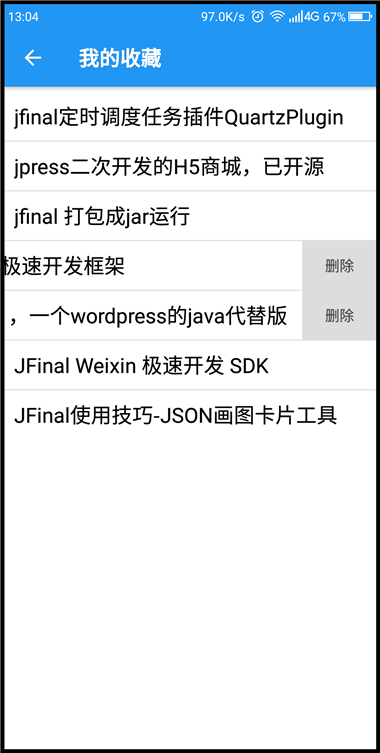 13:04 97.0K/s 4G 67%
我的收藏
jfinal定时调度任务插件QuartzPlugin
jpress二次开发的H5商城，已开源
jfinal 打包成jar运行
极速开发框架 删除
，一个wordpress的java代替版 删除
JFinal Weixin 极速开发 SDK
JFinal使用技巧-JSON画图卡片工具